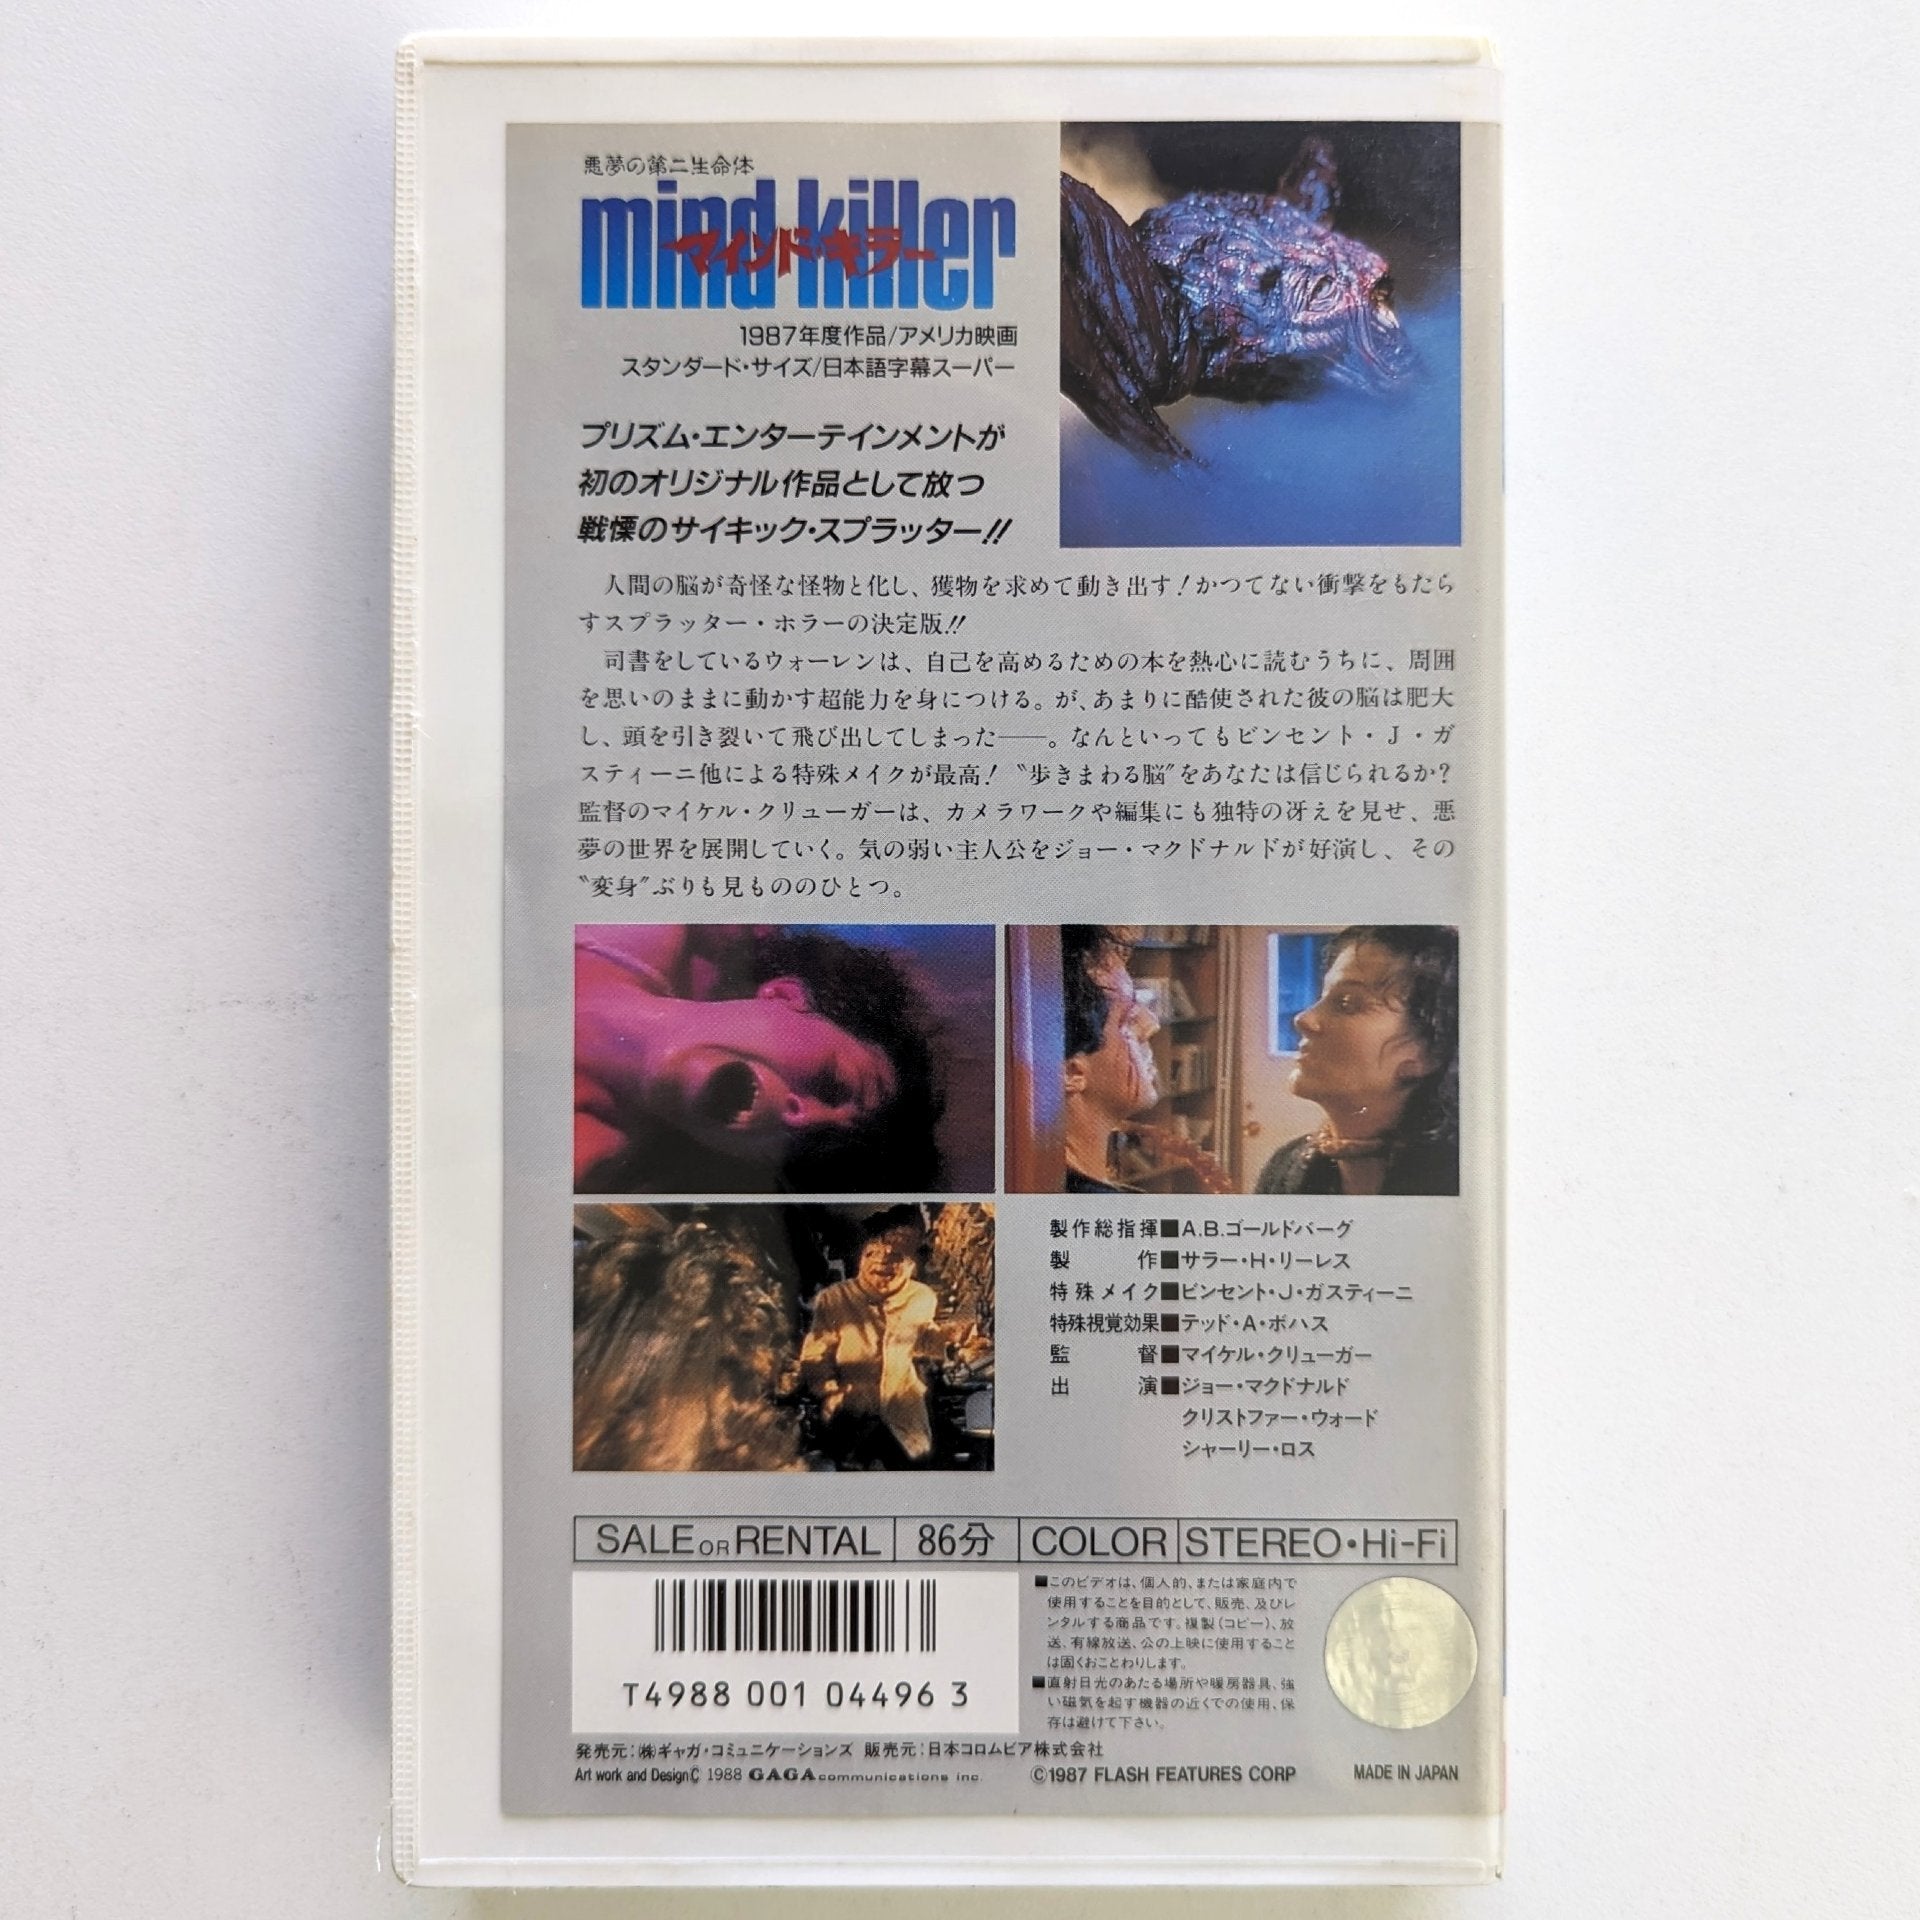 悪夢の第二生命体
mind killer
マインド・キラー
1987年度作品/アメリカ映画
スタンダード・サイズ/日本語字幕スーパー
プリズム・エンターテインメントが
初のオリジナル作品として放つ
戦慄のサイキック・スプラッター!!
人間の脳が奇怪な怪物と化し、獲物を求めて動き出す!かつてない衝撃をもたら
すスプラッター・ホラーの決定版!!
司書をしているウォーレンは、自己を高めるための本を熱心に読むうちに、周囲
を思いのままに動かす超能力を身につける。が、あまりに酷使された彼の脳は肥大
し、頭を引き裂いて飛び出してしまった――。なんといってもビンセント・J・ガ
スティーニ他による特殊メイクが最高!〝歩きまわる脳〟をあなたは信じられるか?
監督のマイケル・クリューガーは、カメラワークや編集にも独特の冴えを見せ、悪
夢の世界を展開していく。気の弱い主人公をジョー・マクドナルドが好演し、その
〝変身〟ぶりも見もののひとつ。
製作総指揮■A.B.ゴールドバーグ
製作■サラー・H・リーレス
特殊メイク■ビンセント・J・ガスティーニ
特殊視覚効果■テッド・A・ボハス
監督■マイケル・クリューガー
出演■ジョー・マクドナルド
クリストファー・ウォード
シャーリー・ロス
SALE OR RENTAL 86分 COLOR STEREO・Hi-Fi
T4988 001 04496 3
■このビデオは、個人的、または家庭内で
使用することを目的として、販売、及びレ
ンタルする商品です。複製(コピー)、放
送、有線放送、公の上映に使用すること
は固くおことわりします。
■直射日光のあたる場所や暖房器具、強
い磁気を起す機器の近くでの使用、保
存は避けて下さい。
発売元:㈱ギャガ・コミュニケーションズ 販売元:日本コロムビア株式会社
Art work and Design© 1988 GAGA communications inc. ©1987 FLASH FEATURES CORP MADE IN JAPAN